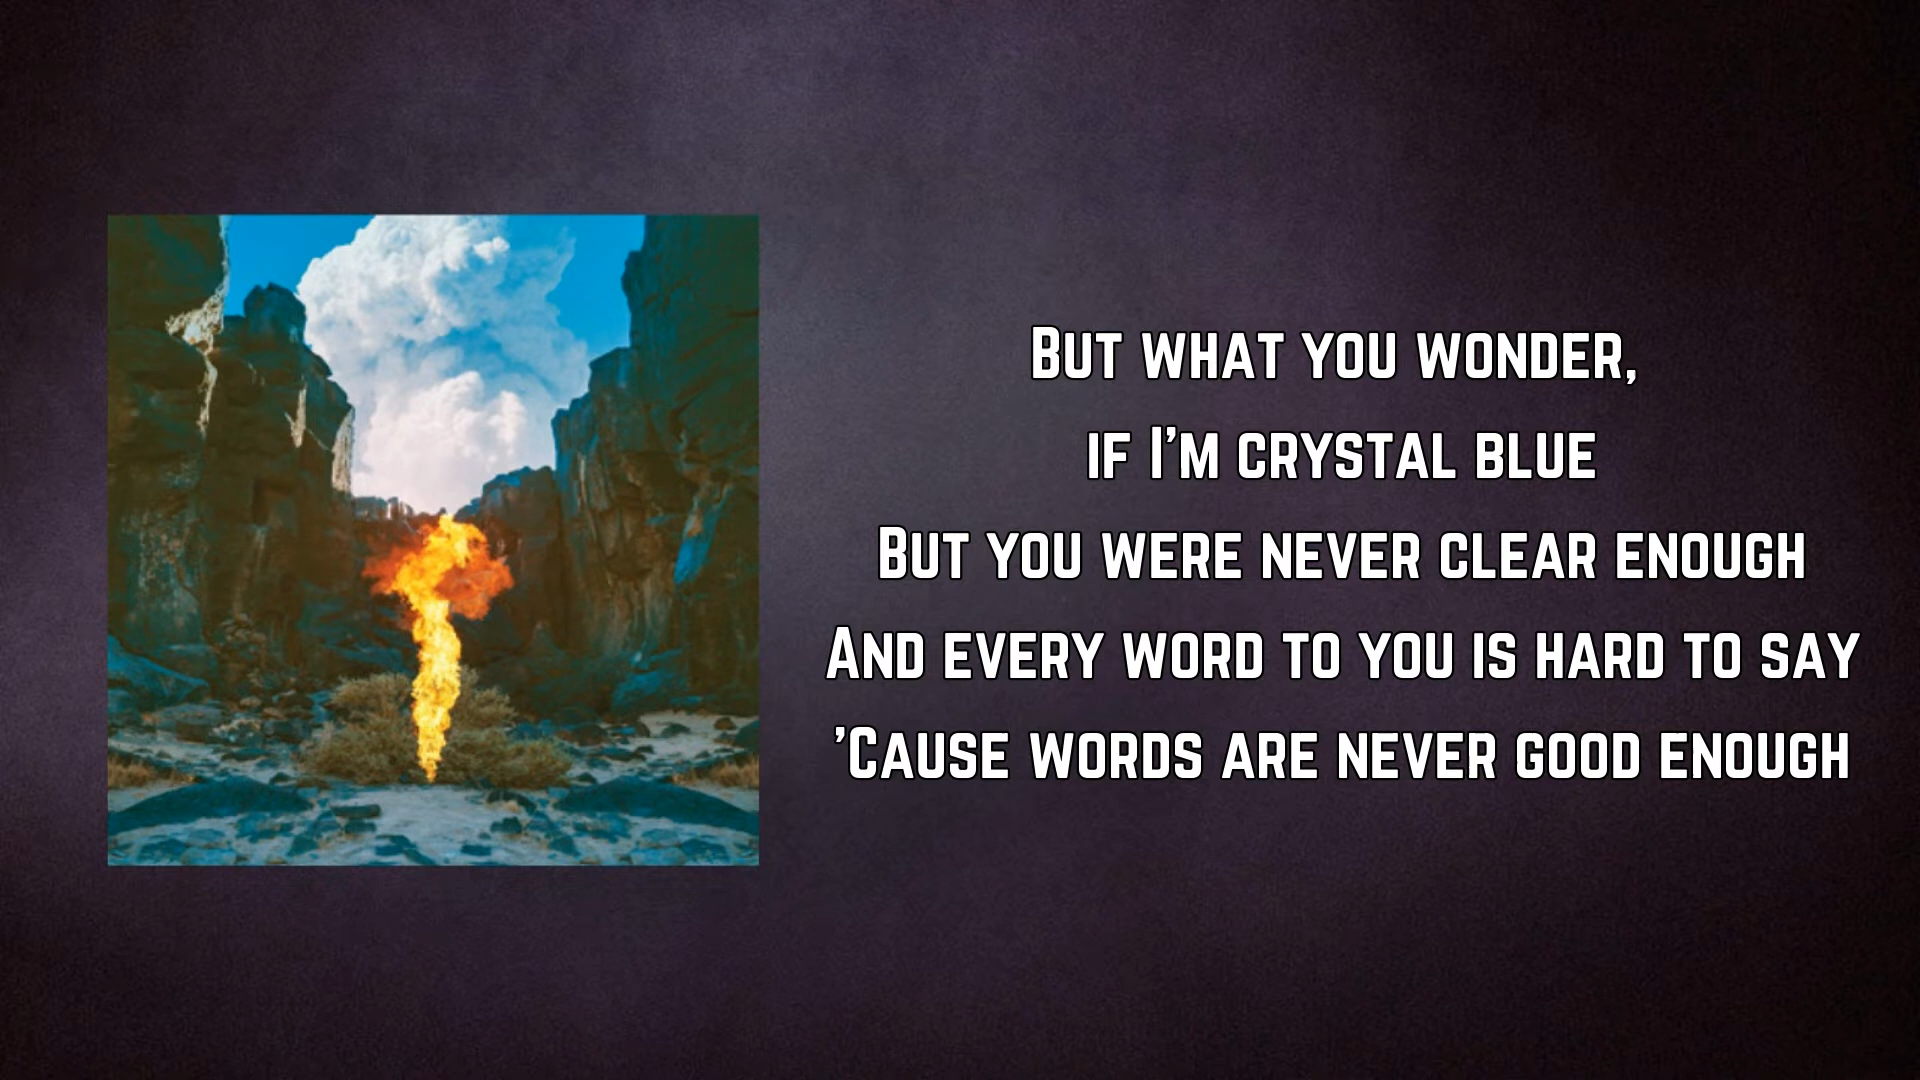 But what you wonder,
if I'm crystal blue
But you were never clear enough
And every word to you is hard to say
'Cause words are never good enough